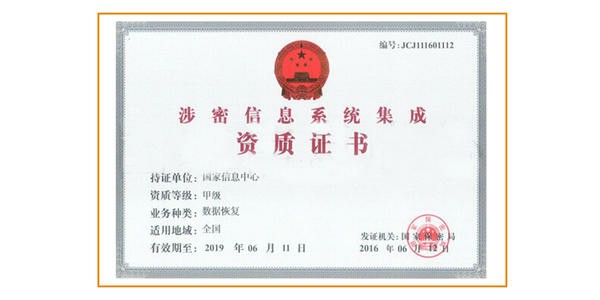 编号:JCJ111601112
涉密信息系统集成
资质证书
持证单位: 国家信息中心
资质等级: 甲级
业务种类: 数据恢复
适用地域: 全国
发证机关: 国家保密局
有效期至: 2019 年 06 月 11 日
2016 年 06 月 12 日